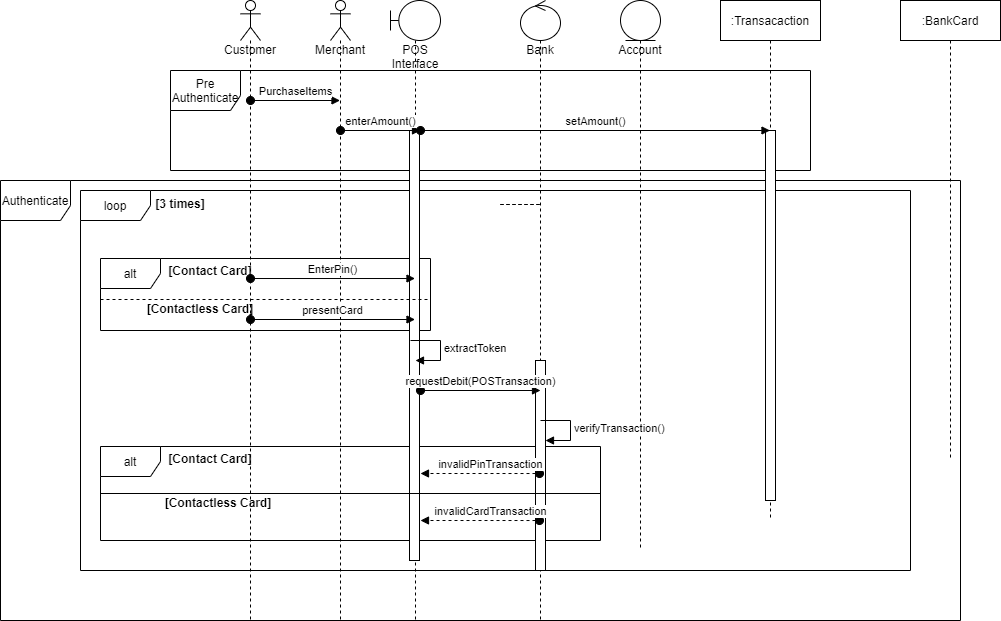 :Transacaction
:BankCard
Customer
Merchant
POS
Interface
Bank
Account
Pre
Authenticate
PurchaseItems
enterAmount()
setAmount()
Authenticate
loop
[3 times]
alt
[Contact Card]
EnterPin()
[Contactless Card]
presentCard
extractToken
requestDebit(POSTransaction)
verifyTransaction()
alt
[Contact Card]
invalidPinTransaction
[Contactless Card]
invalidCardTransaction